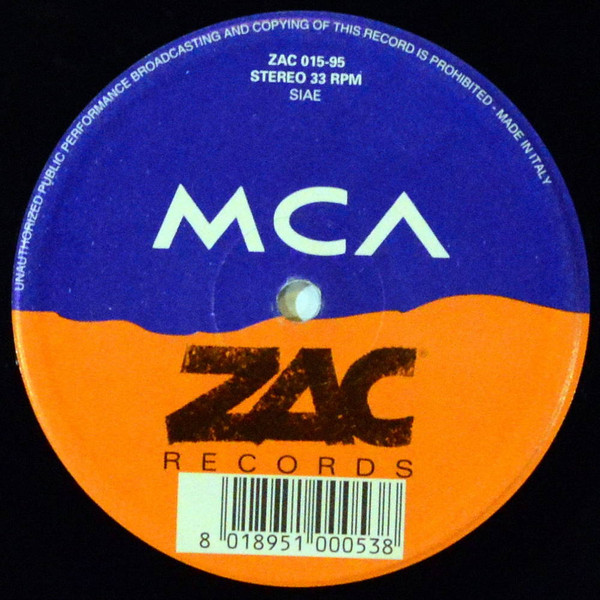 UNAUTHORIZED PUBLIC PERFORMANCE BROADCASTING AND COPYING OF THIS RECORD IS PROHIBITED - MADE IN ITALY
ZAC 015-95
STEREO 33 RPM
SIAE
MCA
ZAC
RECORDS
8 018951 000538